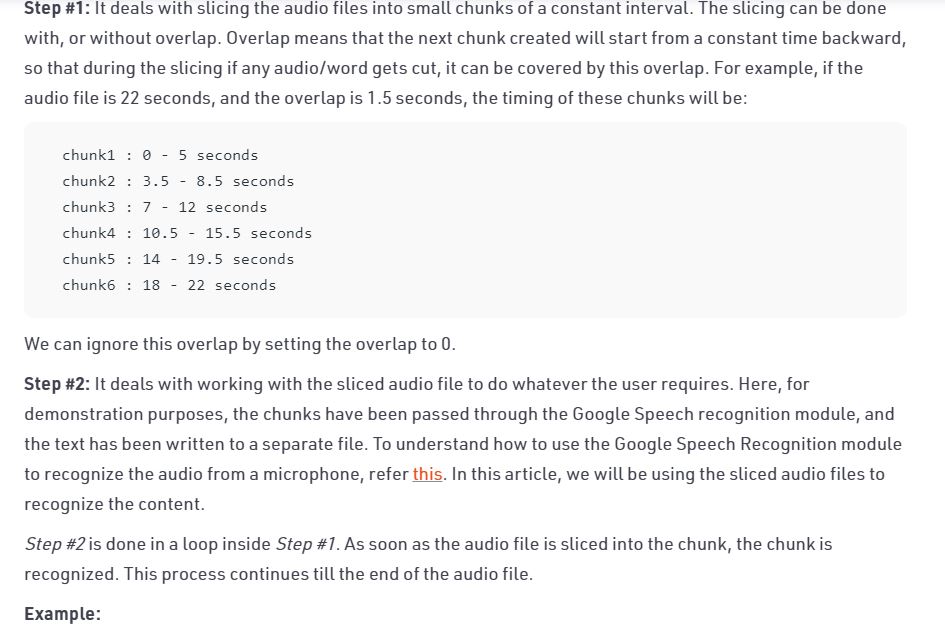 Step #1: It deals with slicing the audio files into small chunks of a constant interval. The slicing can be done
with, or without overlap. Overlap means that the next chunk created will start from a constant time backward,
so that during the slicing if any audio/word gets cut, it can be covered by this overlap. For example, if the
audio file is 22 seconds, and the overlap is 1.5 seconds, the timing of these chunks will be:
chunk1 : 0 - 5 seconds
chunk2 : 3.5 - 8.5 seconds
chunk3 : 7 - 12 seconds
chunk4 : 10.5 - 15.5 seconds
chunk5 : 14 - 19.5 seconds
chunk6 : 18 - 22 seconds
We can ignore this overlap by setting the overlap to 0.
Step #2: It deals with working with the sliced audio file to do whatever the user requires. Here, for
demonstration purposes, the chunks have been passed through the Google Speech recognition module, and
the text has been written to a separate file. To understand how to use the Google Speech Recognition module
to recognize the audio from a microphone, refer this. In this article, we will be using the sliced audio files to
recognize the content.
Step #2 is done in a loop inside Step #1. As soon as the audio file is sliced into the chunk, the chunk is
recognized. This process continues till the end of the audio file.
Example: